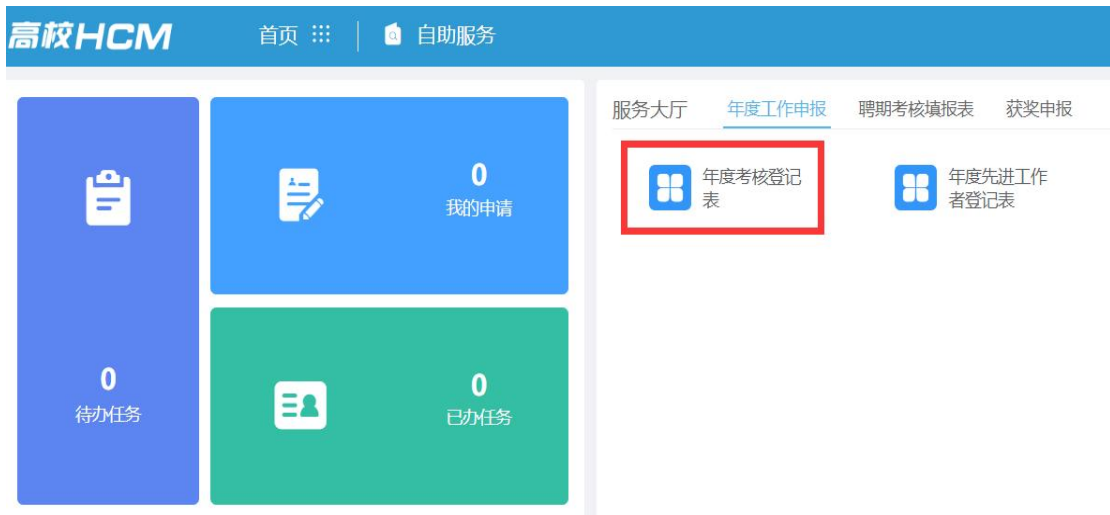 高校HCM 首页 自助服务
0
待办任务
0
我的申请
0
已办任务
服务大厅 年度工作申报 聘期考核填报表 获奖申报
年度考核登记
表
年度先进工作
者登记表